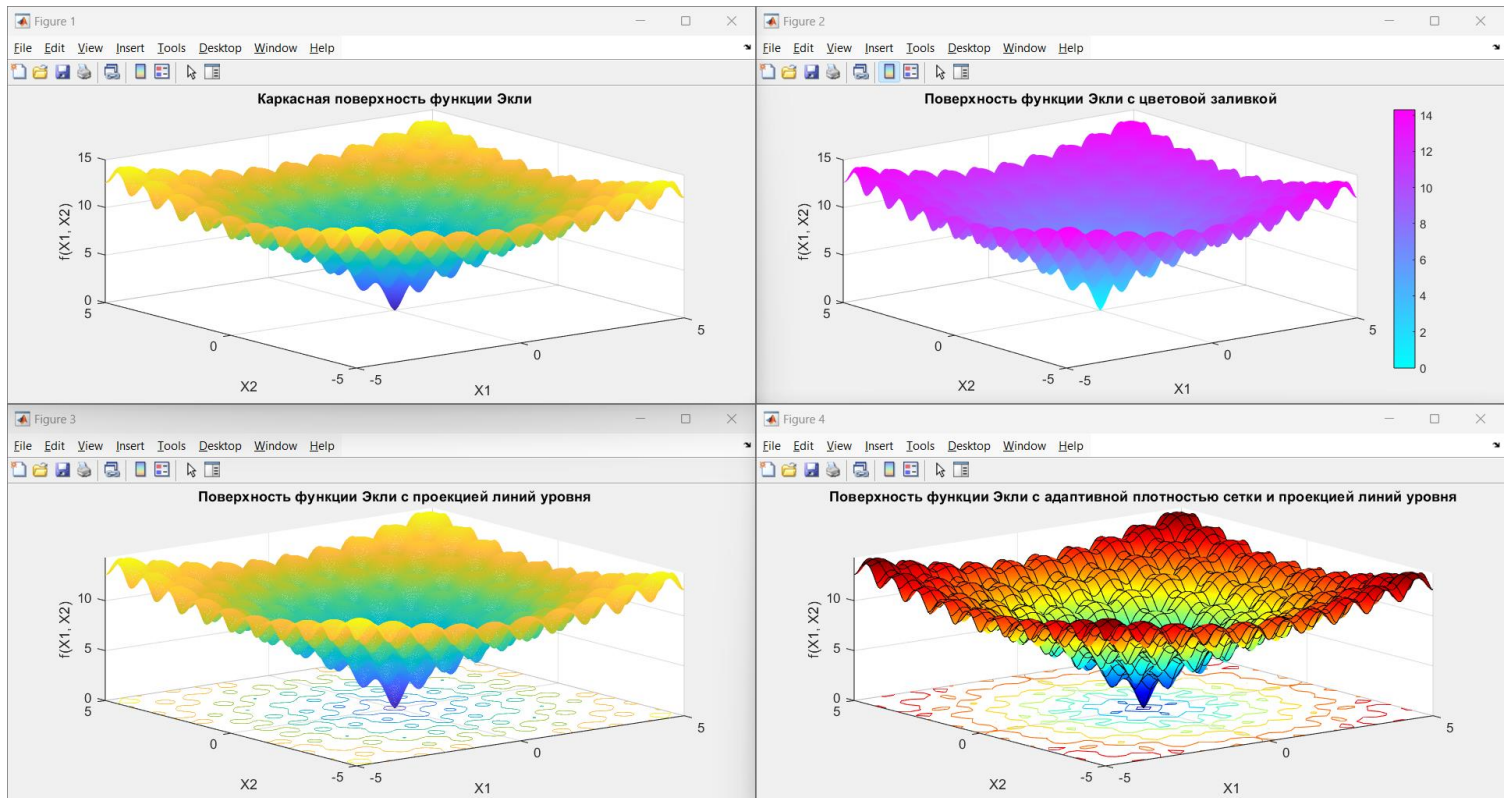 Figure 1
File Edit View Insert Tools Desktop Window Help
Каркасная поверхность функции Экли
15
10
5
0
f(X1, X2)
5
0
-5
X2
-5
0
5
X1
Figure 2
File Edit View Insert Tools Desktop Window Help
Поверхность функции Экли с цветовой заливкой
15
10
5
0
f(X1, X2)
5
0
-5
X2
-5
0
5
X1
14
12
10
8
6
4
2
0
Figure 3
File Edit View Insert Tools Desktop Window Help
Поверхность функции Экли с проекцией линий уровня
10
5
0
f(X1, X2)
5
0
-5
X2
-5
0
5
X1
Figure 4
File Edit View Insert Tools Desktop Window Help
Поверхность функции Экли с адаптивной плотностью сетки и проекцией линий уровня
10
5
0
f(X1, X2)
5
0
-5
X2
-5
0
5
X1